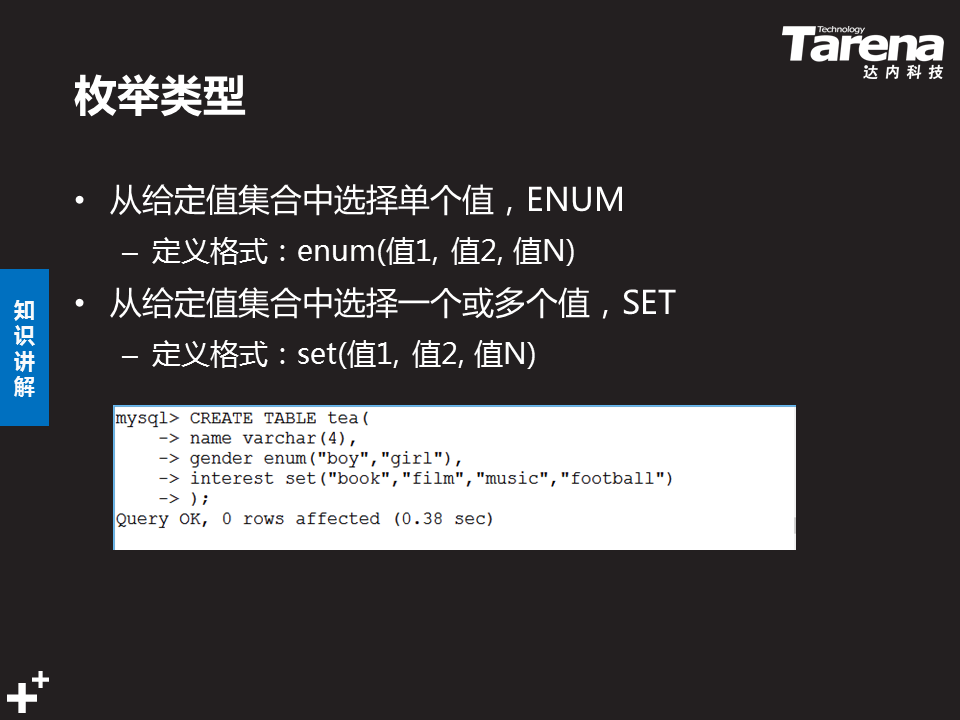 Technology
Tarena
达内科技
枚举类型
• 从给定值集合中选择单个值，ENUM
– 定义格式：enum(值1, 值2, 值N)
• 从给定值集合中选择一个或多个值，SET
– 定义格式：set(值1, 值2, 值N)
知识讲解
mysql> CREATE TABLE tea(
-> name varchar(4),
-> gender enum("boy","girl"),
-> interest set("book","film","music","football")
-> );
Query OK, 0 rows affected (0.38 sec)